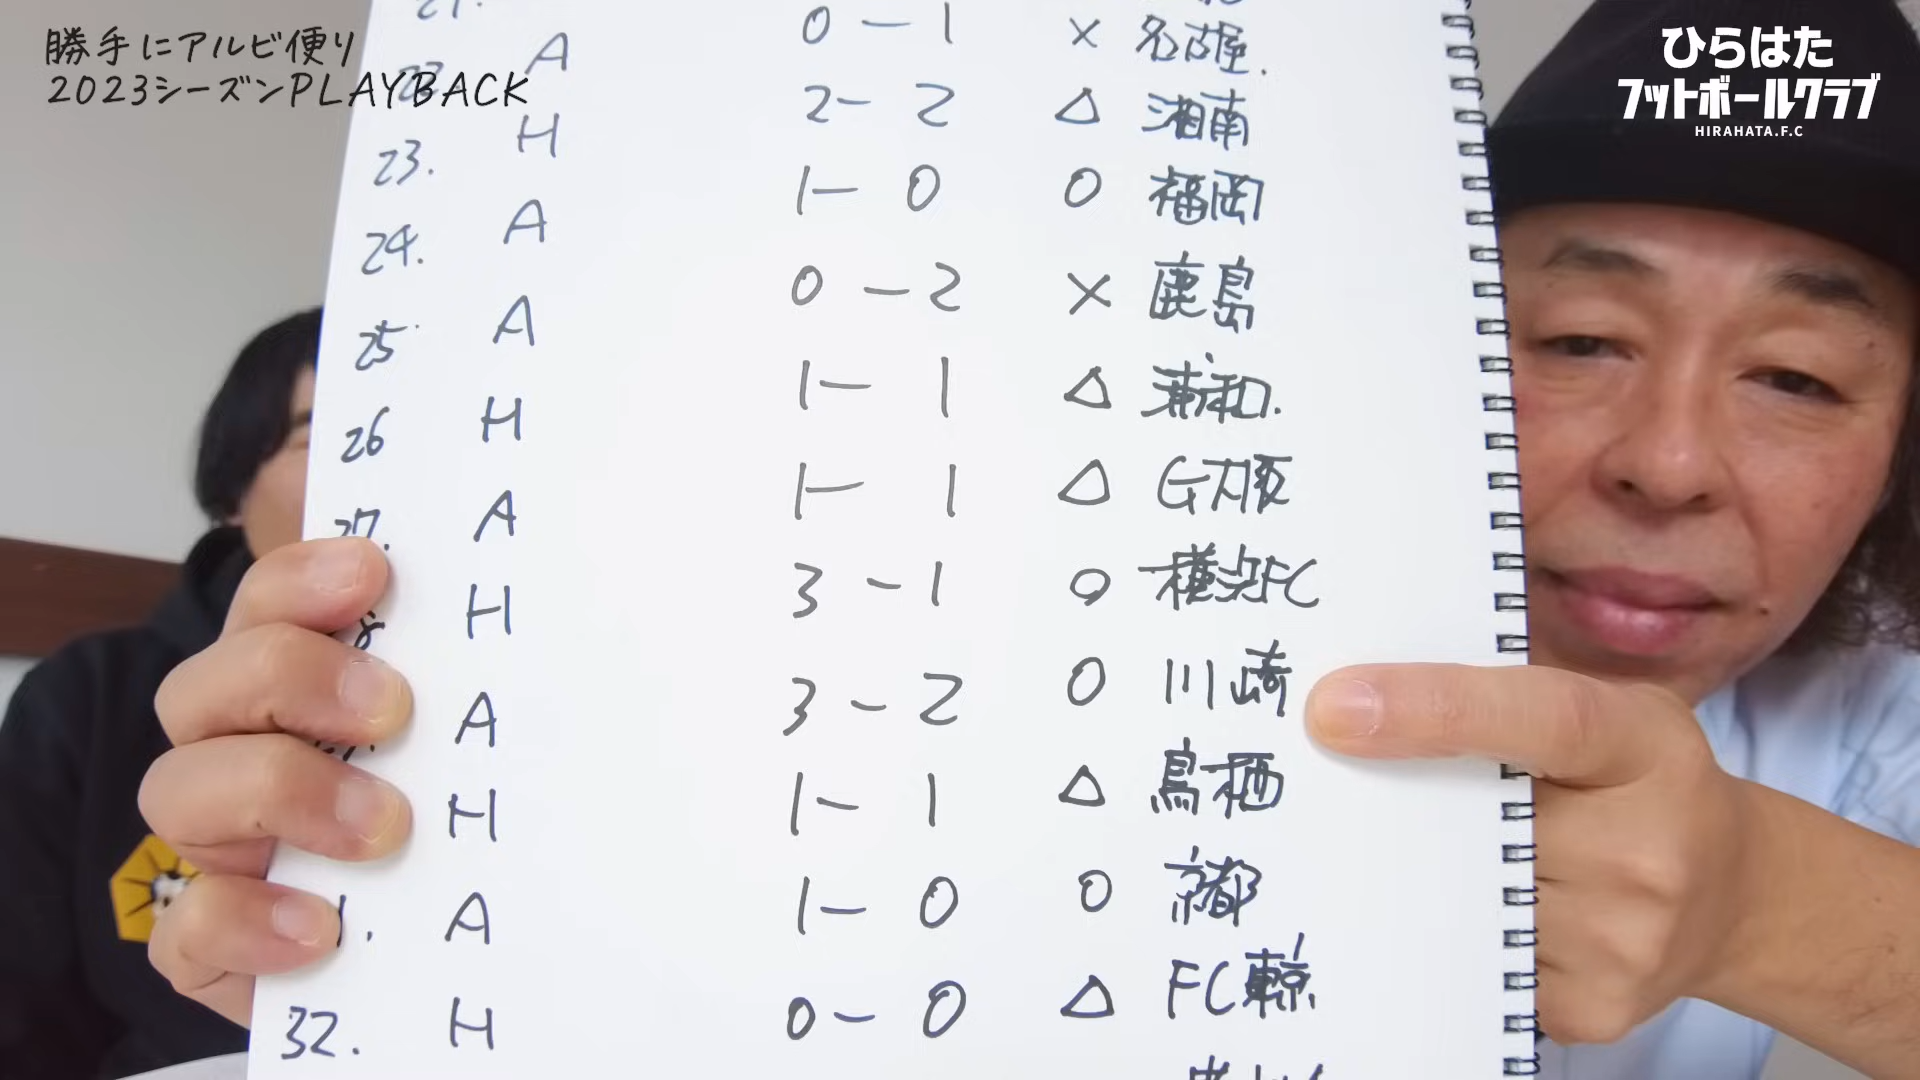 勝手にアルビ便り
2023シーズンPLAYBACK
ひらはた
フットボールクラブ
HIRAHATA.F.C
21.
A 0-1 × 名古屋.
23. H 2-2 △ 湘南
24. A 1-0 ○ 福岡
25. A 0-2 × 鹿島
26 H 1-1 △ 浦和.
27. A 1-1 △ G大阪
H 3-1 ○ 横浜FC
A 3-2 ○ 川崎
H 1-1 △ 鳥栖
1. A 1-0 ○ 京都
32. H 0-0 △ FC東京